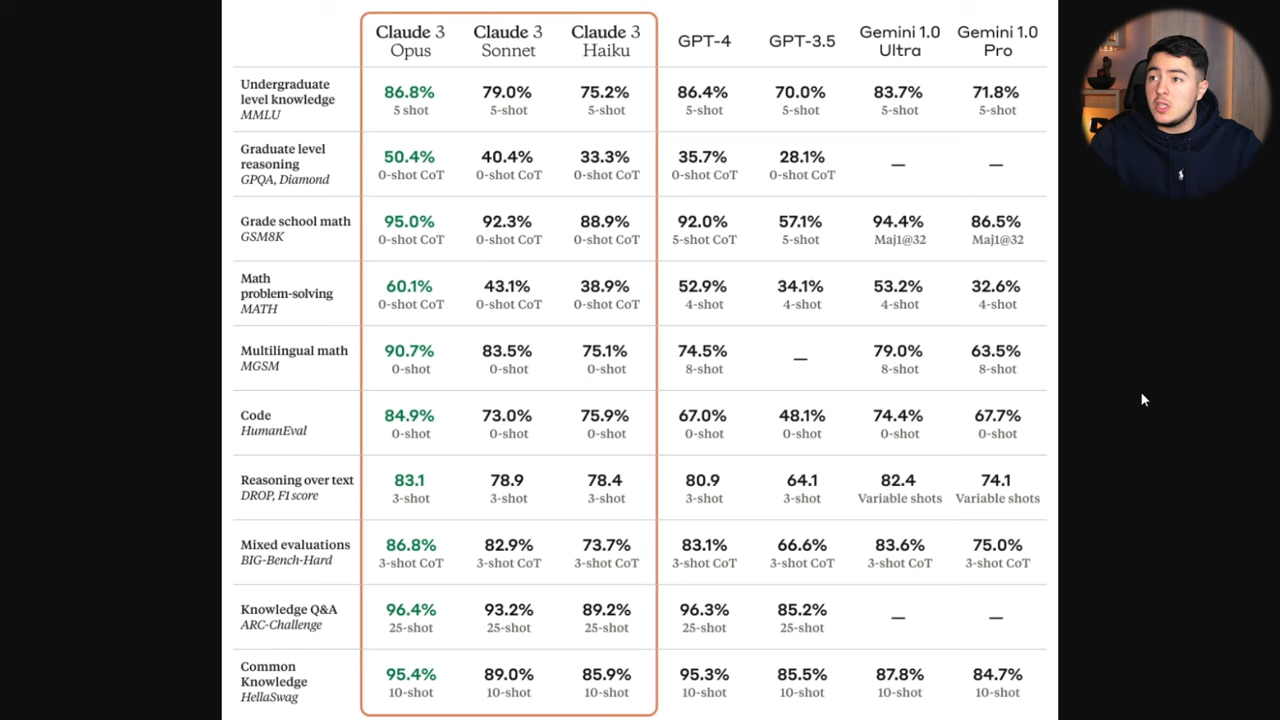 Claude 3 Opus
Claude 3 Sonnet
Claude 3 Haiku
GPT-4
GPT-3.5
Gemini 1.0 Ultra
Gemini 1.0 Pro
Undergraduate
level knowledge
MMLU
86.8% 79.0% 75.2% 86.4% 70.0% 83.7% 71.8%
5 shot 5-shot 5-shot 5-shot 5-shot 5-shot 5-shot
Graduate level
reasoning
GPQA, Diamond
50.4% 40.4% 33.3% 35.7% 28.1% — —
0-shot CoT 0-shot CoT 0-shot CoT 0-shot CoT 0-shot CoT
Grade school math
GSM8K
95.0% 92.3% 88.9% 92.0% 57.1% 94.4% 86.5%
0-shot CoT 0-shot CoT 0-shot CoT 5-shot CoT 5-shot Maj1@32 Maj1@32
Math
problem-solving
MATH
60.1% 43.1% 38.9% 52.9% 34.1% 53.2% 32.6%
0-shot CoT 0-shot CoT 0-shot CoT 4-shot 4-shot 4-shot 4-shot
Multilingual math
MGSM
90.7% 83.5% 75.1% 74.5% — 79.0% 63.5%
0-shot 0-shot 0-shot 8-shot 8-shot 8-shot
Code
HumanEval
84.9% 73.0% 75.9% 67.0% 48.1% 74.4% 67.7%
0-shot 0-shot 0-shot 0-shot 0-shot 0-shot 0-shot
Reasoning over text
DROP, F1 score
83.1 78.9 78.4 80.9 64.1 82.4 74.1
3-shot 3-shot 3-shot 3-shot 3-shot Variable shots Variable shots
Mixed evaluations
BIG-Bench-Hard
86.8% 82.9% 73.7% 83.1% 66.6% 83.6% 75.0%
3-shot CoT 3-shot CoT 3-shot CoT 3-shot CoT 3-shot CoT 3-shot CoT 3-shot CoT
Knowledge Q&A
ARC-Challenge
96.4% 93.2% 89.2% 96.3% 85.2% — —
25-shot 25-shot 25-shot 25-shot 25-shot
Common
Knowledge
HellaSwag
95.4% 89.0% 85.9% 95.3% 85.5% 87.8% 84.7%
10-shot 10-shot 10-shot 10-shot 10-shot 10-shot 10-shot